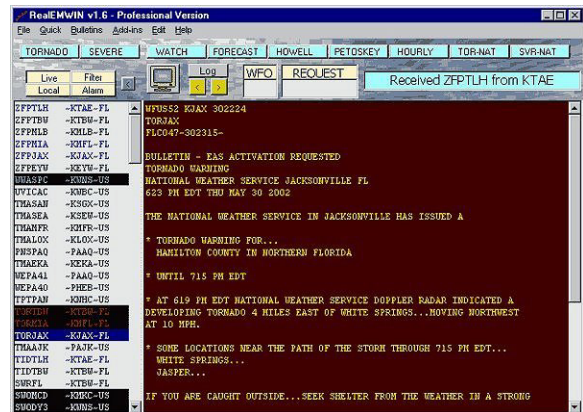 RealEMWIN v1.6 - Professional Version
File Quick Bulletins Add-ins Edit Help
TORNADO SEVERE WATCH FORECAST HOWELL PETOSKEY HOURLY TOR-NAT SVR-NAT
Live Filter Local Alarm < Log < > WFO REQUEST Received ZFPTLH from KTAE
ZFPTLH ~KTAE~FL
ZFPTBW ~KTBW~FL
ZFPMLB ~KMLB~FL
ZFPMIA ~KMFL~FL
ZFPJAX ~KJAX~FL
ZFPEYW ~KEYW~FL
WWASPC ~KWNS~US
UVICAC ~KWBC~US
TMASAN ~KSGX~US
TMASEA ~KSEW~US
TMAMFR ~KMFR~US
TMALOX ~KLOX~US
PNSPAQ ~PAAQ~US
TMAEKA ~KEKA~US
WEPA41 ~PAAQ~US
WEPA40 ~PHEB~US
TPTPAN ~KNHC~US
TORTBW ~KTBW~FL
TORMIA ~KMFL~FL
TORJAX ~KJAX~FL
TMAAJK ~PAJK~US
TIDTLH ~KTAE~FL
TIDTBW ~KTBW~FL
SWRFL ~KTBW~FL
SWOMCD ~KMKC~US
SWODY3 ~KWNS~US
WFUS52 KJAX 302224
TORJAX
FLC047-302315-
BULLETIN - EAS ACTIVATION REQUESTED
TORNADO WARNING
NATIONAL WEATHER SERVICE JACKSONVILLE FL
623 PM EDT THU MAY 30 2002
THE NATIONAL WEATHER SERVICE IN JACKSONVILLE HAS ISSUED A
* TORNADO WARNING FOR...
HAMILTON COUNTY IN NORTHERN FLORIDA
* UNTIL 715 PM EDT
* AT 619 PM EDT NATIONAL WEATHER SERVICE DOPPLER RADAR INDICATED A
DEVELOPING TORNADO 4 MILES EAST OF WHITE SPRINGS...MOVING NORTHWEST
AT 10 MPH.
* SOME LOCATIONS NEAR THE PATH OF THE STORM THROUGH 715 PM EDT...
WHITE SPRINGS...
JASPER...
IF YOU ARE CAUGHT OUTSIDE...SEEK SHELTER FROM THE WEATHER IN A STRONG